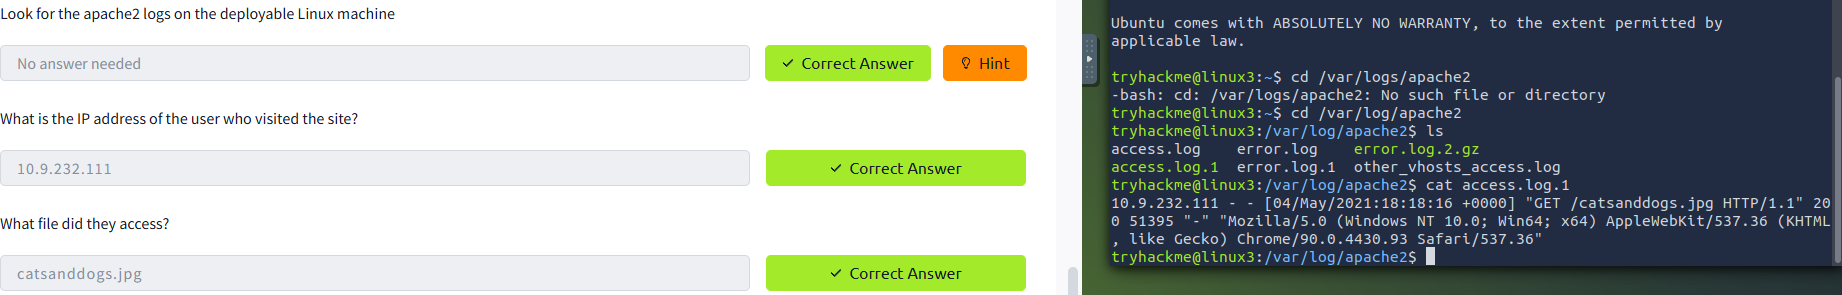 Look for the apache2 logs on the deployable Linux machine
No answer needed
Correct Answer
Hint
What is the IP address of the user who visited the site?
10.9.232.111
Correct Answer
What file did they access?
catsanddogs.jpg
Correct Answer
Ubuntu comes with ABSOLUTELY NO WARRANTY, to the extent permitted by
applicable law.
tryhackme@linux3:~$ cd /var/logs/apache2
-bash: cd: /var/logs/apache2: No such file or directory
tryhackme@linux3:~$ cd /var/log/apache2
tryhackme@linux3:/var/log/apache2$ ls
access.log    error.log    error.log.2.gz
access.log.1  error.log.1  other_vhosts_access.log
tryhackme@linux3:/var/log/apache2$ cat access.log.1
10.9.232.111 - - [04/May/2021:18:18:16 +0000] "GET /catsanddogs.jpg HTTP/1.1" 20
0 51395 "-" "Mozilla/5.0 (Windows NT 10.0; Win64; x64) AppleWebKit/537.36 (KHTML
, like Gecko) Chrome/90.0.4430.93 Safari/537.36"
tryhackme@linux3:/var/log/apache2$